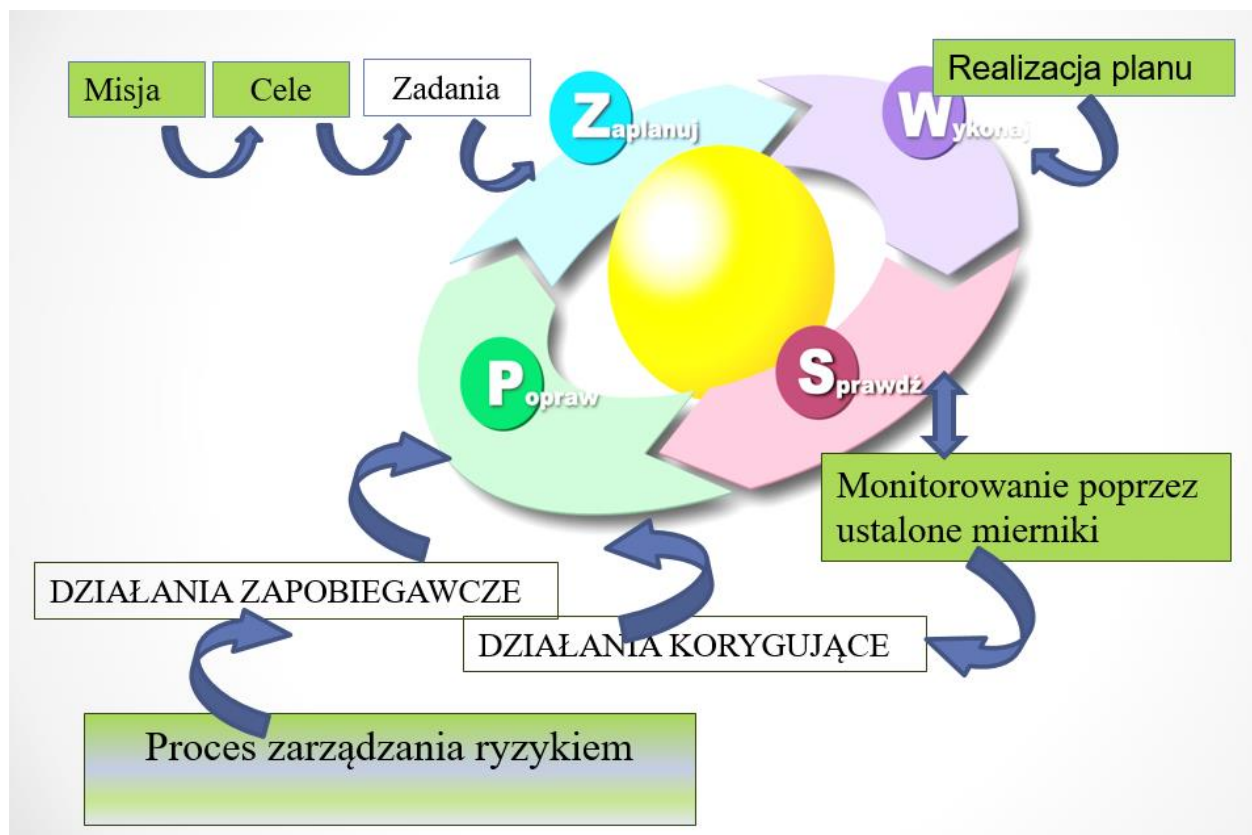 Misja
Cele
Zadania
Zaplanuj
Wykonaj
Realizacja planu
Popraw
Sprawdź
Monitorowanie poprzez
ustalone mierniki
DZIAŁANIA ZAPOBIEGAWCZE
DZIAŁANIA KORYGUJĄCE
Proces zarządzania ryzykiem